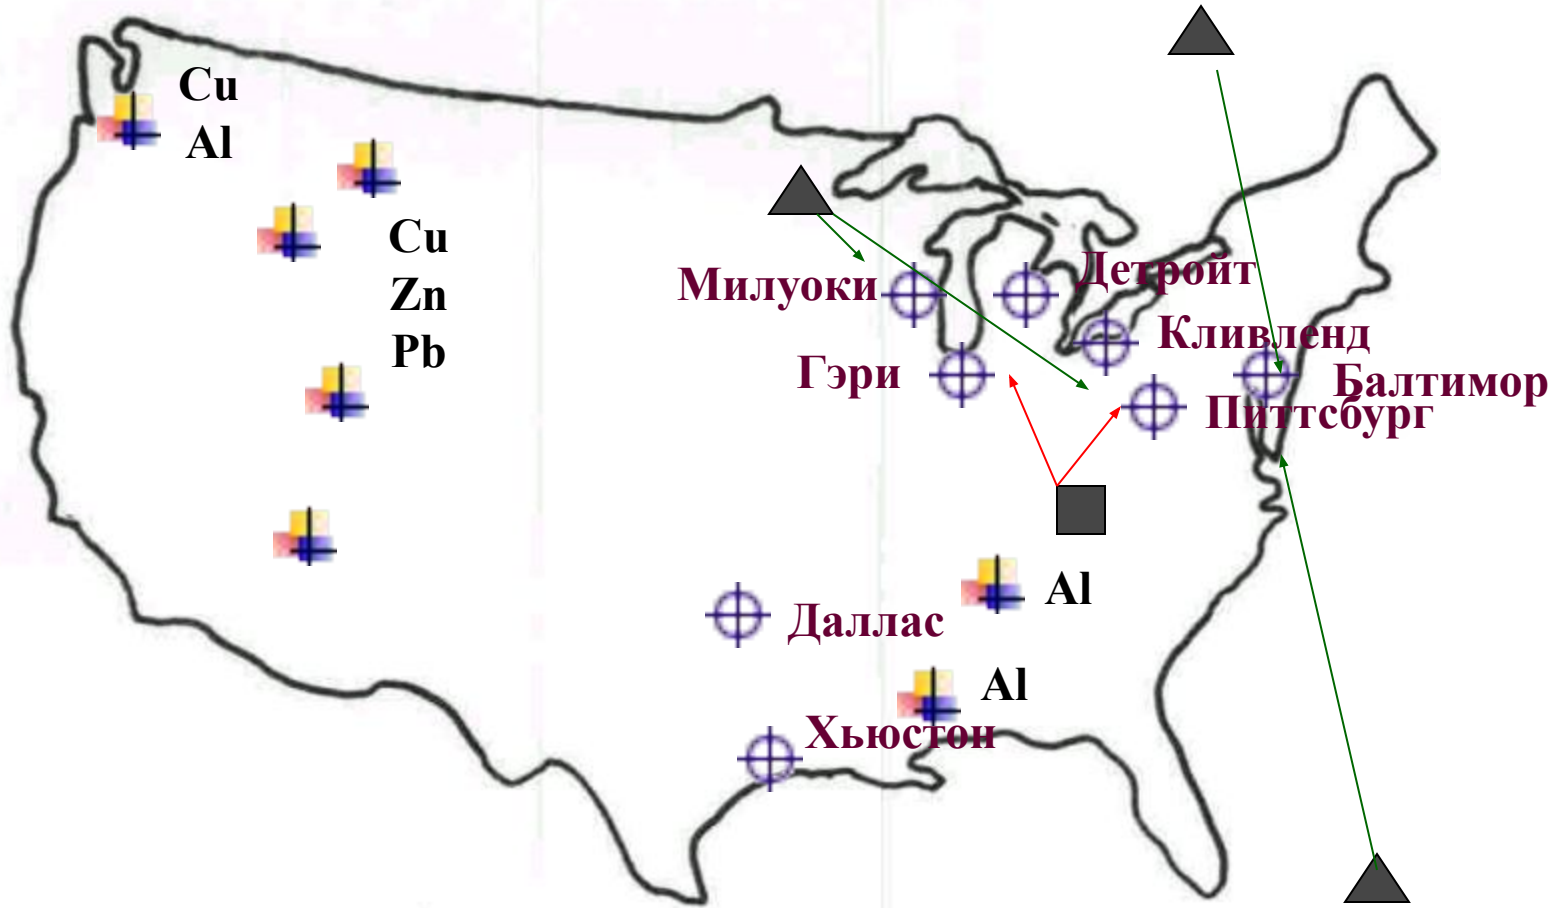 Cu
Al
Cu
Zn
Pb
Милуоки
Детройт
Кливленд
Гэри
Балтимор
Питтсбург
Al
Даллас
Al
Хьюстон